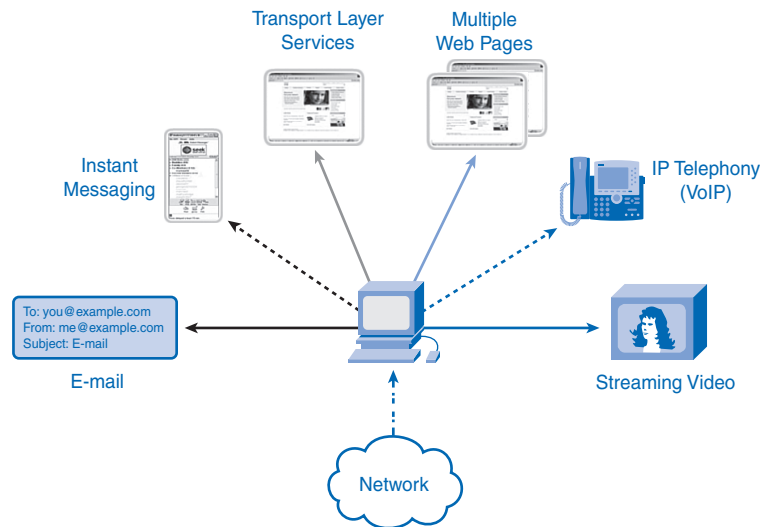 Transport Layer
Services
Multiple
Web Pages
Instant
Messaging
IP Telephony
(VoIP)
To: you@example.com
From: me@example.com
Subject: E-mail
E-mail
Streaming Video
Network